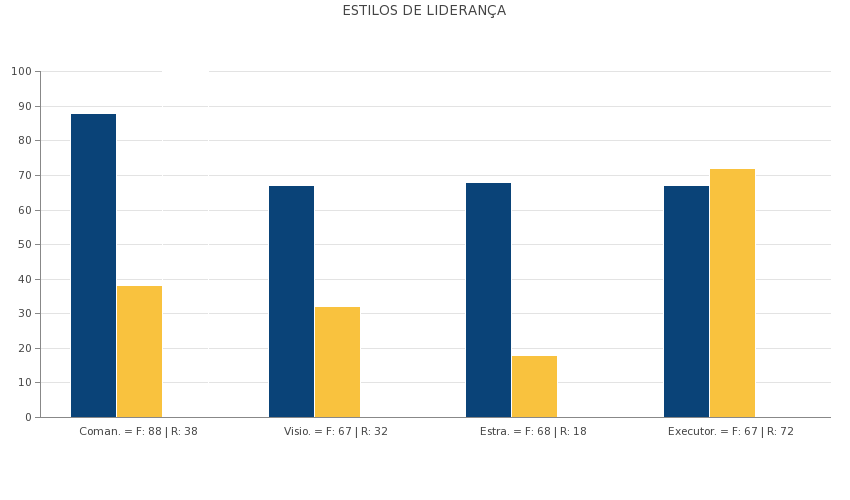 ESTILOS DE LIDERANÇA
100
90
80
70
60
50
40
30
20
10
0
Coman. = F: 88 | R: 38
Visio. = F: 67 | R: 32
Estra. = F: 68 | R: 18
Executor. = F: 67 | R: 72